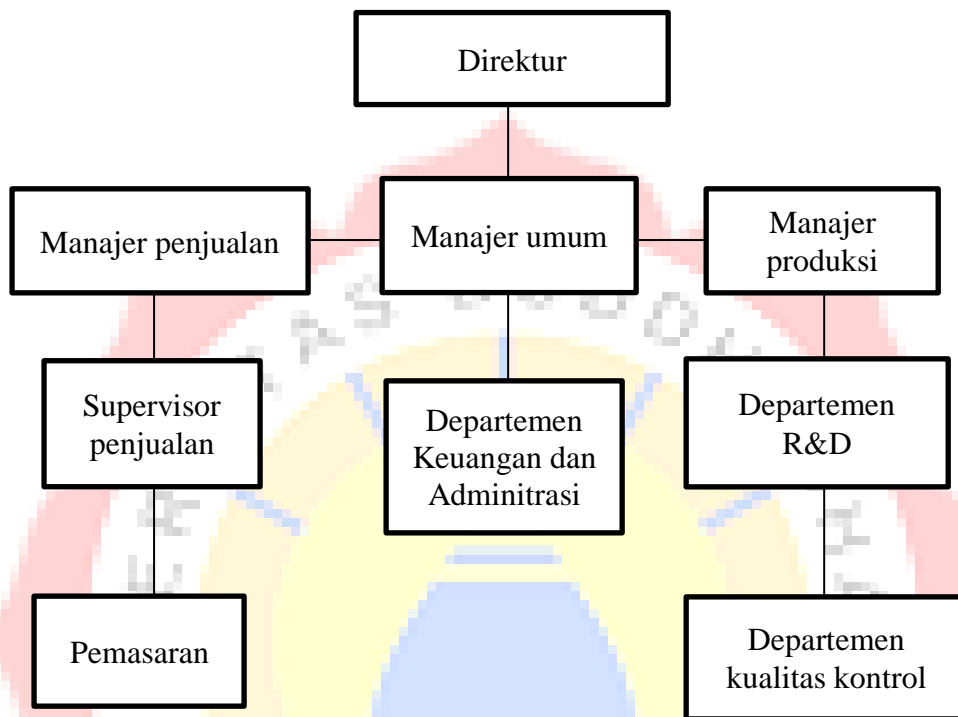 Direktur
Manajer penjualan
Manajer umum
Manajer
produksi
Supervisor
penjualan
Departemen
Keuangan dan
Adminitrasi
Departemen
R&D
Pemasaran
Departemen
kualitas kontrol